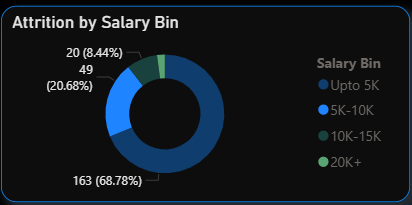 Attrition by Salary Bin
20 (8.44%)
49
(20.68%)
163 (68.78%)
Salary Bin
Upto 5K
5K-10K
10K-15K
20K+